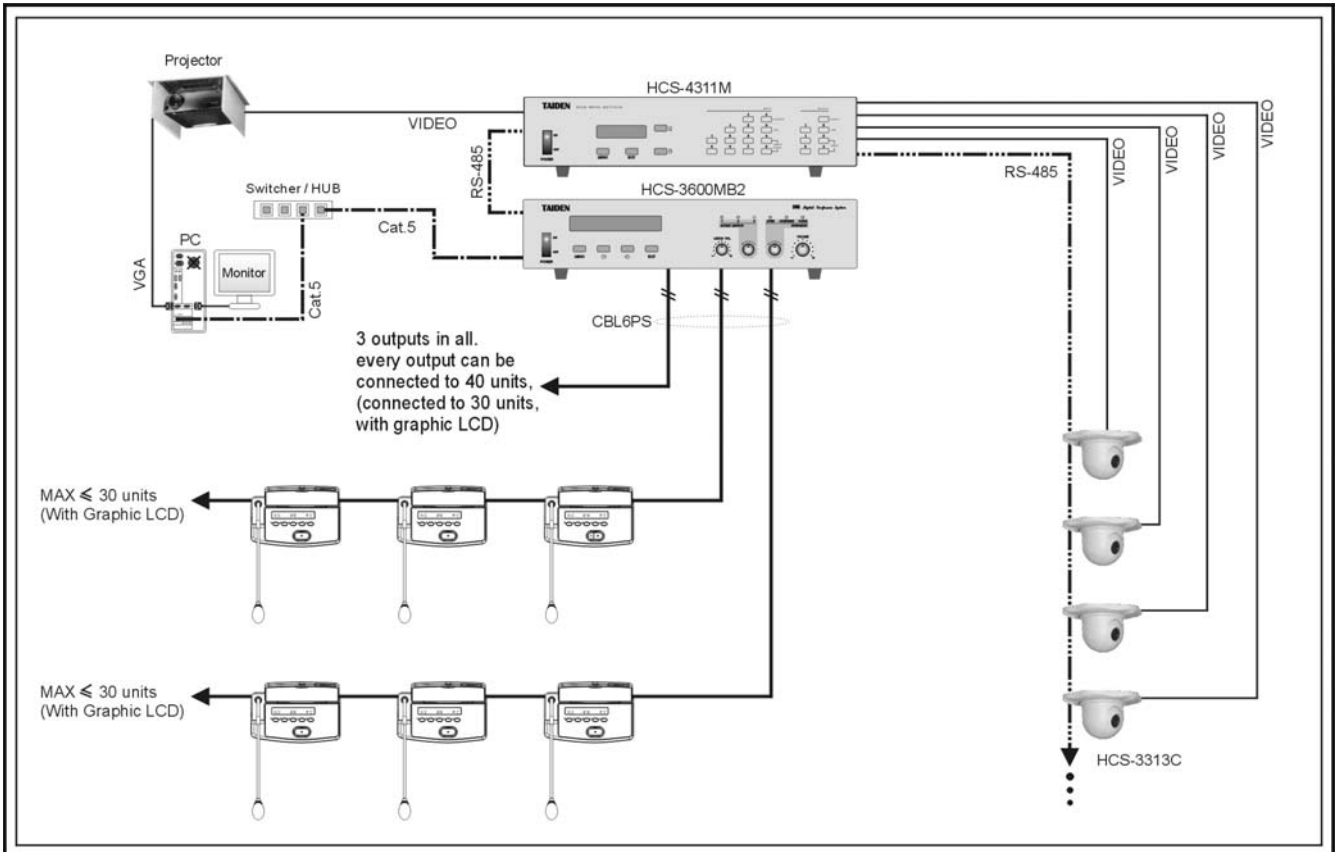 Projector
HCS-4311M
TAIDEN
VIDEO
RS-485
VIDEO
VIDEO
VIDEO
VIDEO
RS-485
Switcher / HUB
HCS-3600MB2
TAIDEN
Cat.5
PC
Monitor
VGA
Cat.5
CBL6PS
3 outputs in all.
every output can be
connected to 40 units,
(connected to 30 units,
with graphic LCD)
MAX ⩽ 30 units
(With Graphic LCD)
MAX ⩽ 30 units
(With Graphic LCD)
HCS-3313C